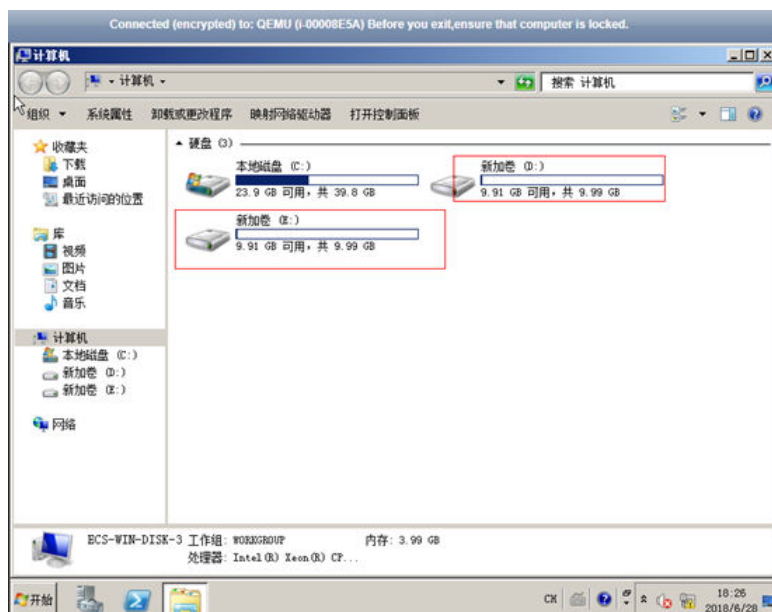 Connected (encrypted) to: QEMU (i-00008E5A) Before you exit,ensure that computer is locked.
计算机
计算机
搜索 计算机
组织 系统属性 卸载或更改程序 映射网络驱动器 打开控制面板
收藏夹
下载
桌面
最近访问的位置
库
视频
图片
文档
音乐
计算机
本地磁盘 (C:)
新加卷 (D:)
新加卷 (E:)
网络
硬盘 (3)
本地磁盘 (C:)
23.9 GB 可用,共 39.8 GB
新加卷 (D:)
9.91 GB 可用,共 9.99 GB
新加卷 (E:)
9.91 GB 可用,共 9.99 GB
ECS-WIN-DISK-3 工作组: WORKGROUP 内存: 3.99 GB
处理器: Intel(R) Xeon(R) CP...
开始
CH
18:26
2018/6/28